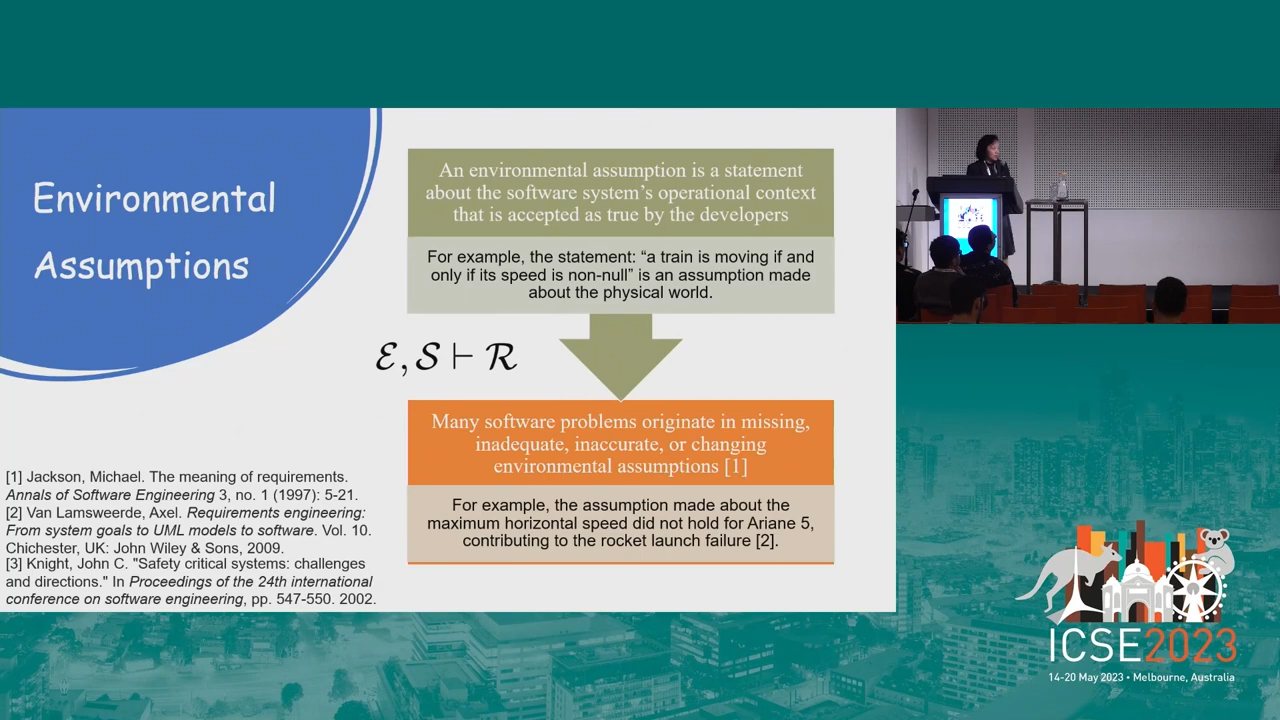 Environmental
Assumptions
An environmental assumption is a statement
about the software system's operational context
that is accepted as true by the developers
For example, the statement: “a train is moving if and
only if its speed is non-null” is an assumption made
about the physical world.
ℰ, 𝒮 ⊢ ℛ
Many software problems originate in missing,
inadequate, inaccurate, or changing
environmental assumptions [1]
For example, the assumption made about the
maximum horizontal speed did not hold for Ariane 5,
contributing to the rocket launch failure [2].
[1] Jackson, Michael. The meaning of requirements.
Annals of Software Engineering 3, no. 1 (1997): 5-21.
[2] Van Lamsweerde, Axel. Requirements engineering:
From system goals to UML models to software. Vol. 10.
Chichester, UK: John Wiley & Sons, 2009.
[3] Knight, John C. "Safety critical systems: challenges
and directions." In Proceedings of the 24th international
conference on software engineering, pp. 547-550. 2002.
ICSE2023
14-20 May 2023 • Melbourne, Australia